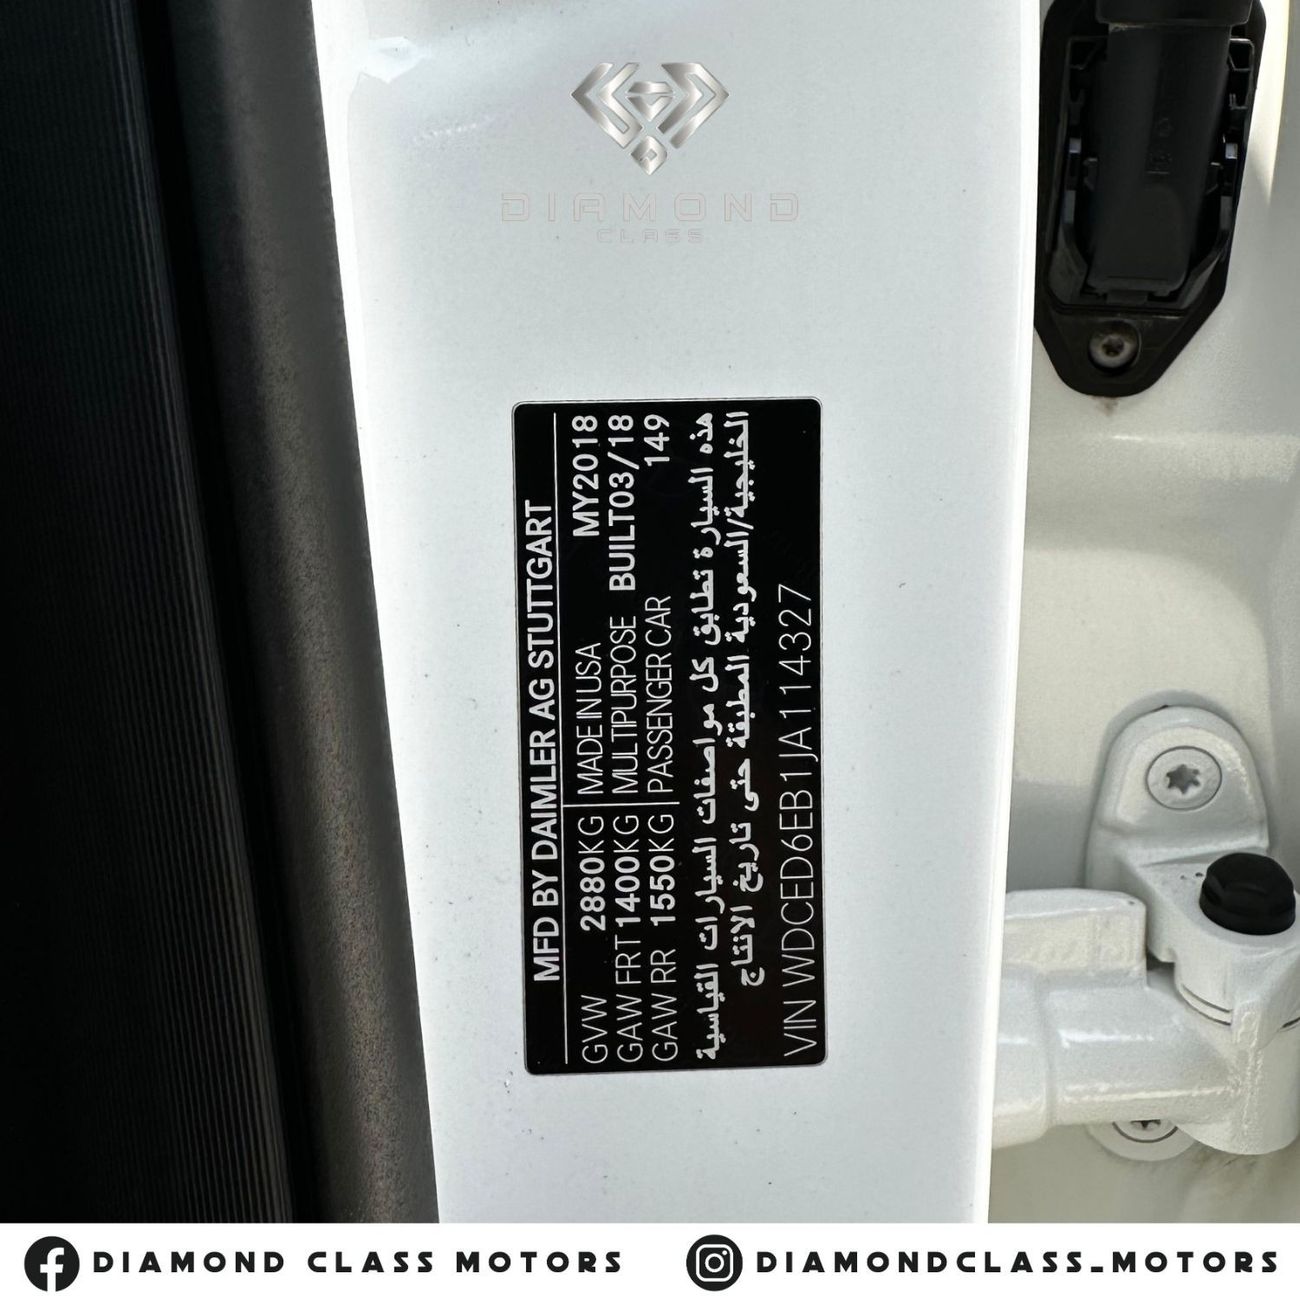 DIAMOND
CLASS
MFD BY DAIMLER AG STUTTGART
GVW 2880KG MADE IN USA MY2018
GAW FRT 1400KG MULTIPURPOSE BUILT03/18
GAW RR 1550KG PASSENGER CAR 149
هذه السيارة تطابق كل مواصفات السيارات القياسية
الخليجية/السعودية المطبقة حتى تاريخ الانتاج
VIN WDCED6EB1JA114327
DIAMOND CLASS MOTORS
DIAMONDCLASS_MOTORS